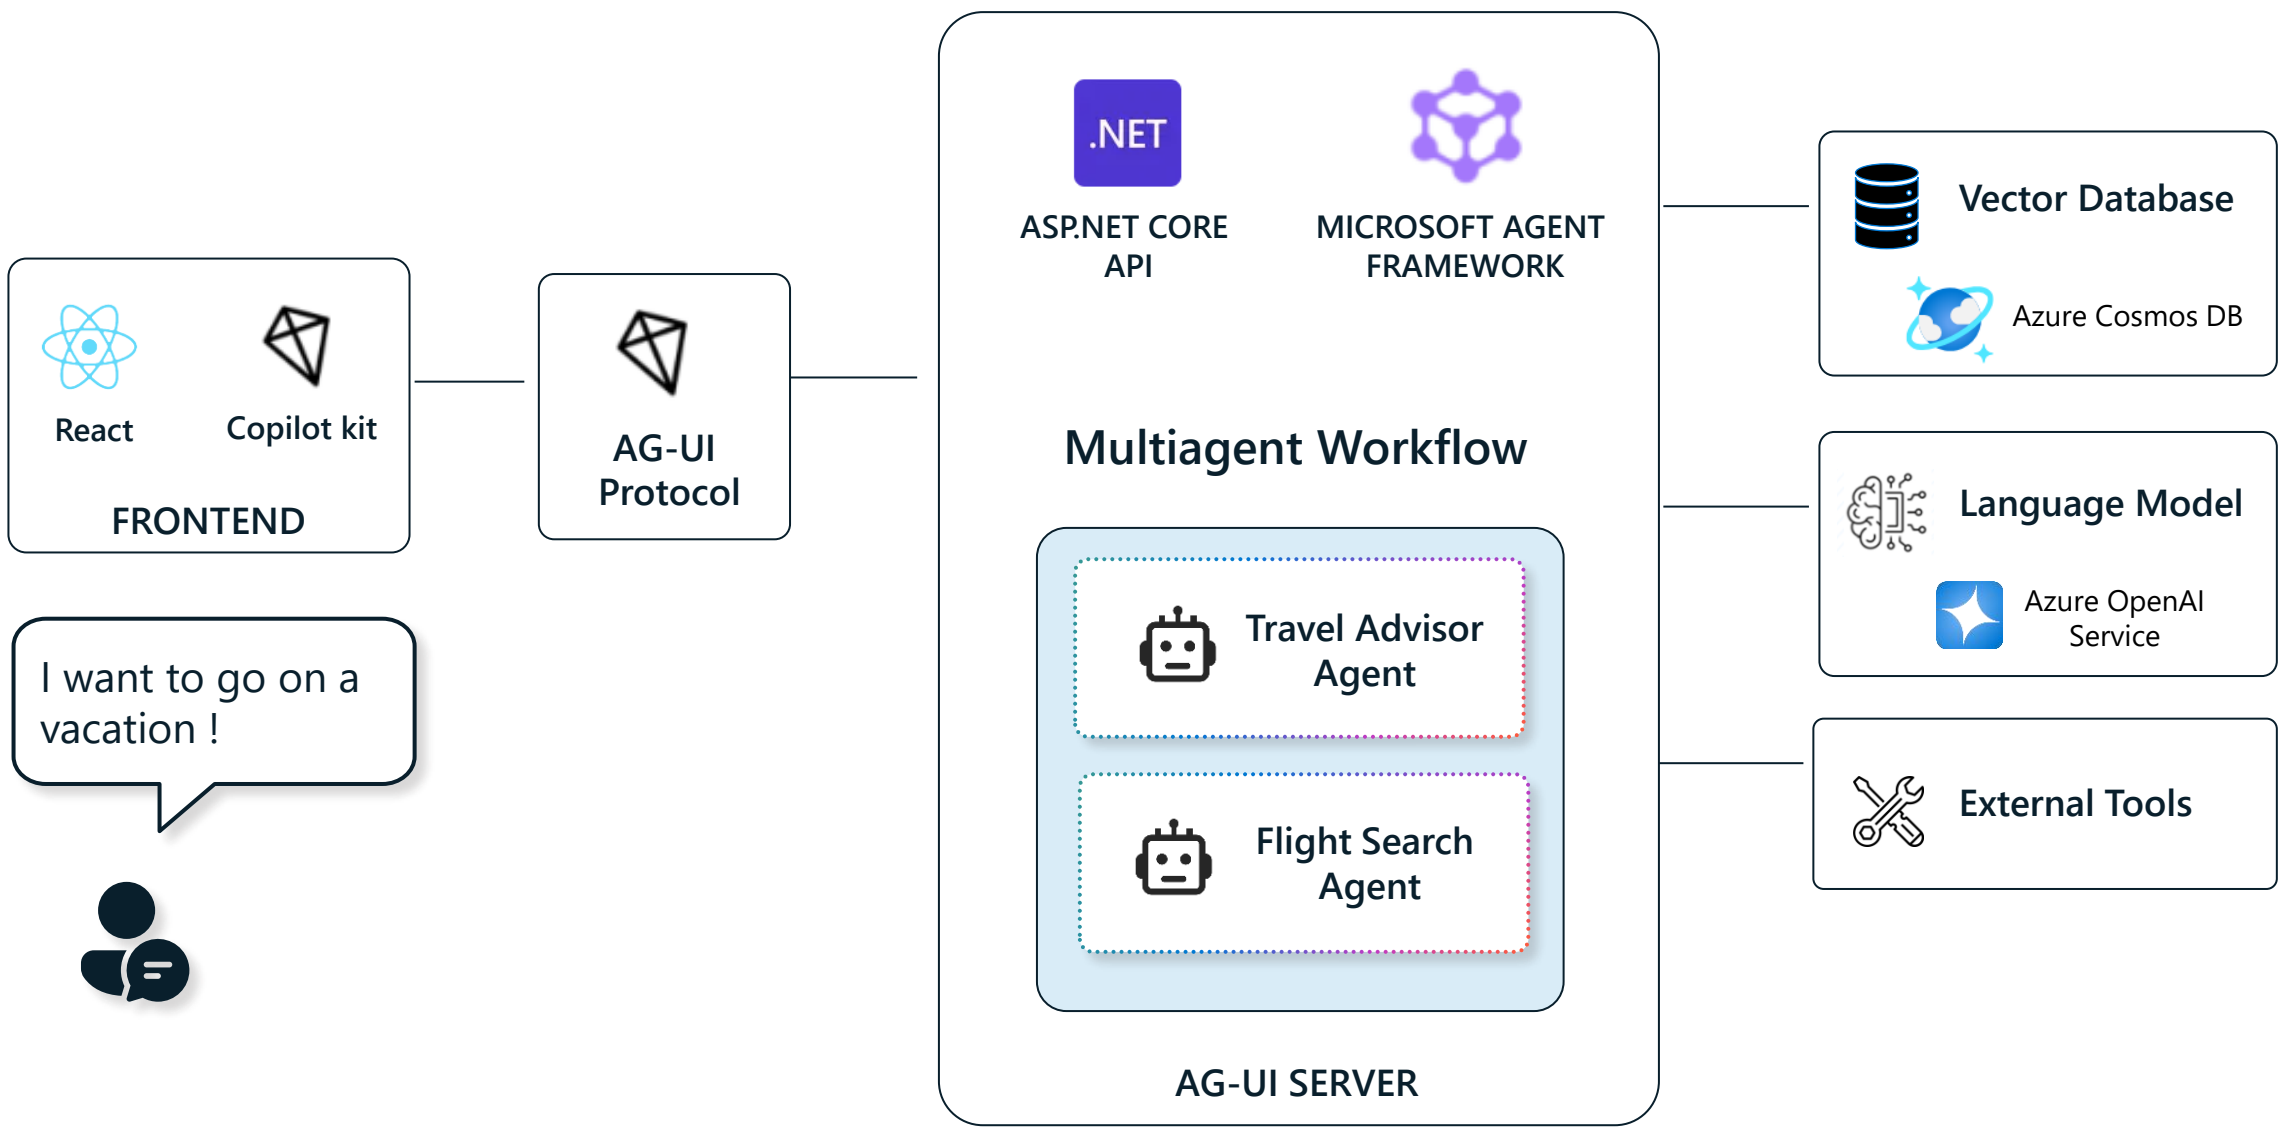 React
Copilot kit
FRONTEND
I want to go on a
vacation !
AG-UI
Protocol
.NET
ASP.NET CORE
API
MICROSOFT AGENT
FRAMEWORK
Multiagent Workflow
Travel Advisor
Agent
Flight Search
Agent
AG-UI SERVER
Vector Database
Azure Cosmos DB
Language Model
Azure OpenAI
Service
External Tools